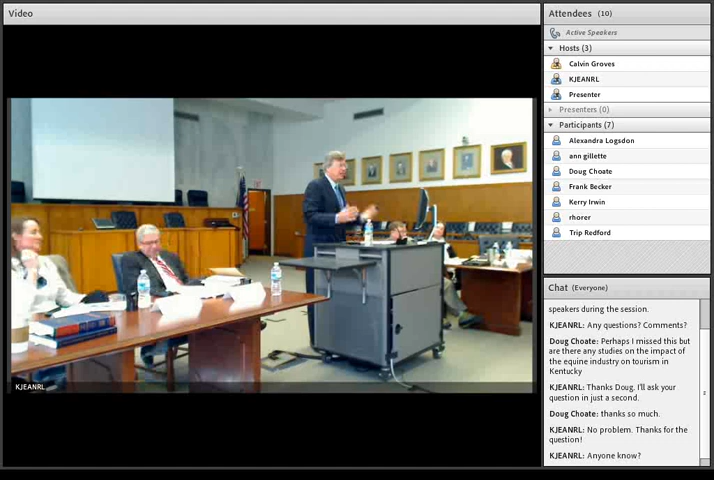 Video
KJEANRL
Attendees (10)
Active Speakers
Hosts (3)
Calvin Groves
KJEANRL
Presenter
Presenters (0)
Participants (7)
Alexandra Logsdon
ann gillette
Doug Choate
Frank Becker
Kerry Irwin
rhorer
Trip Redford
Chat (Everyone)
speakers during the session.
KJEANRL: Any questions? Comments?
Doug Choate: Perhaps I missed this but
are there any studies on the impact of
the equine industry on tourism in
Kentucky
KJEANRL: Thanks Doug. I'll ask your
question in just a second.
Doug Choate: thanks so much.
KJEANRL: No problem. Thanks for the
question!
KJEANRL: Anyone know?